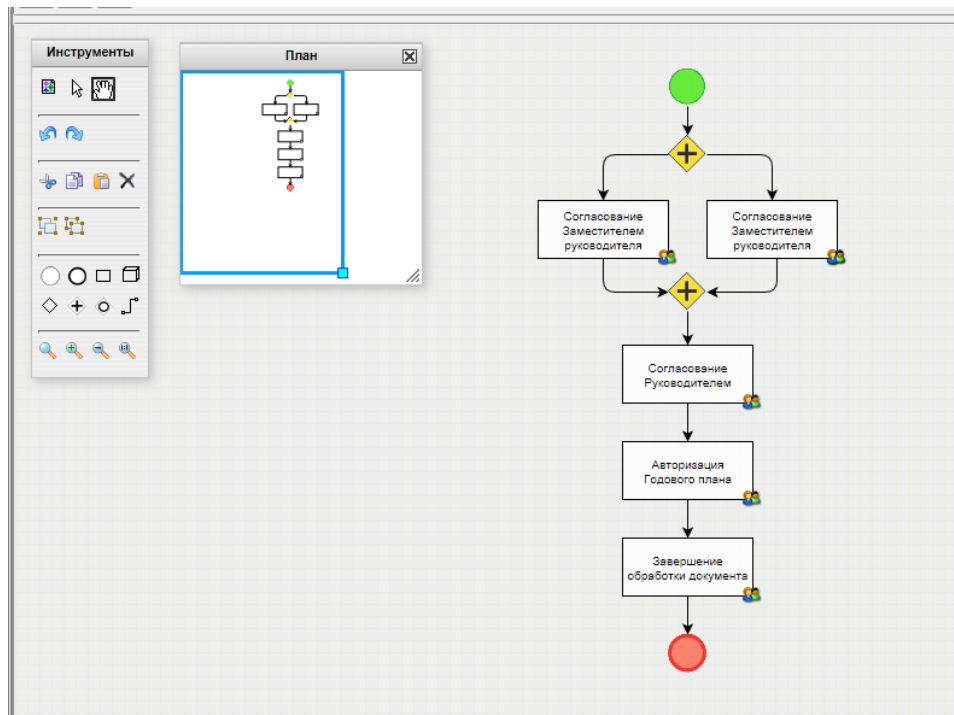 Инструменты
План
Согласование
Заместителем
руководителя
Согласование
Заместителем
руководителя
Согласование
Руководителем
Авторизация
Годового плана
Завершение
обработки документа